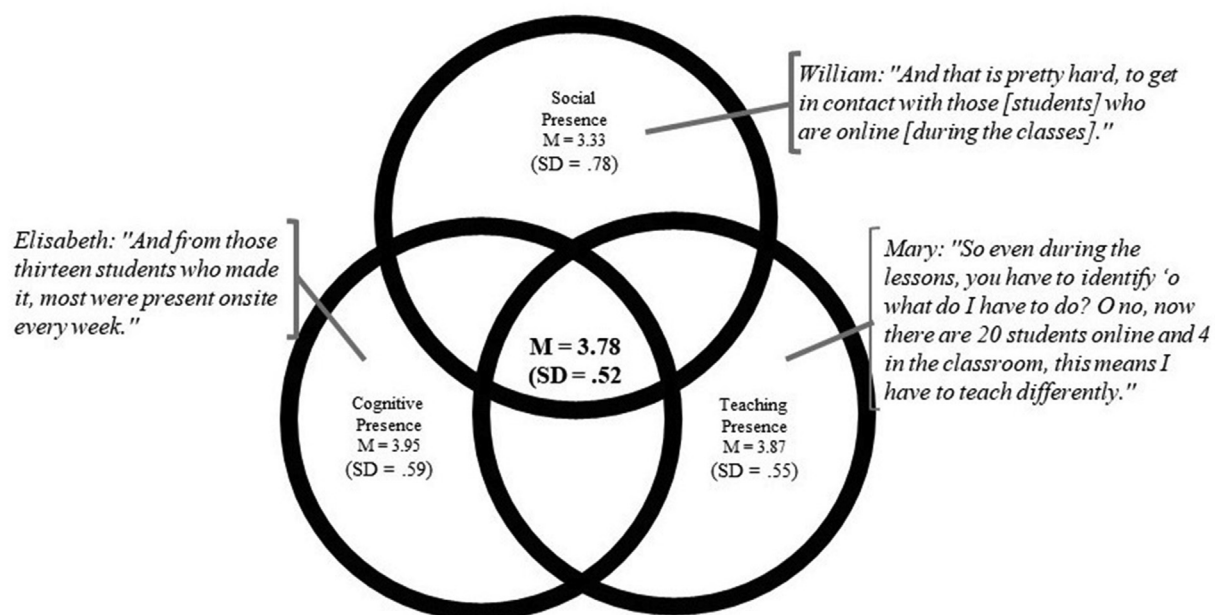 Social
Presence
M = 3.33
(SD = .78)
William: "And that is pretty hard, to get
in contact with those [students] who
are online [during the classes]."
Elisabeth: "And from those
thirteen students who made
it, most were present onsite
every week."
Mary: "So even during the
lessons, you have to identify ‘o
what do I have to do? O no, now
there are 20 students online and 4
in the classroom, this means I
have to teach differently."
M = 3.78
(SD = .52
Cognitive
Presence
M = 3.95
(SD = .59)
Teaching
Presence
M = 3.87
(SD = .55)